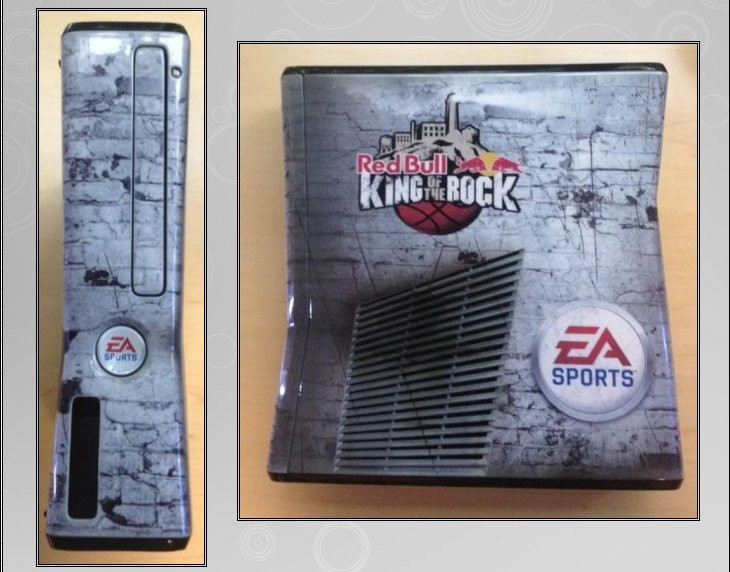 EA
SPORTS
Red Bull
KING OF THE ROCK
EA
SPORTS